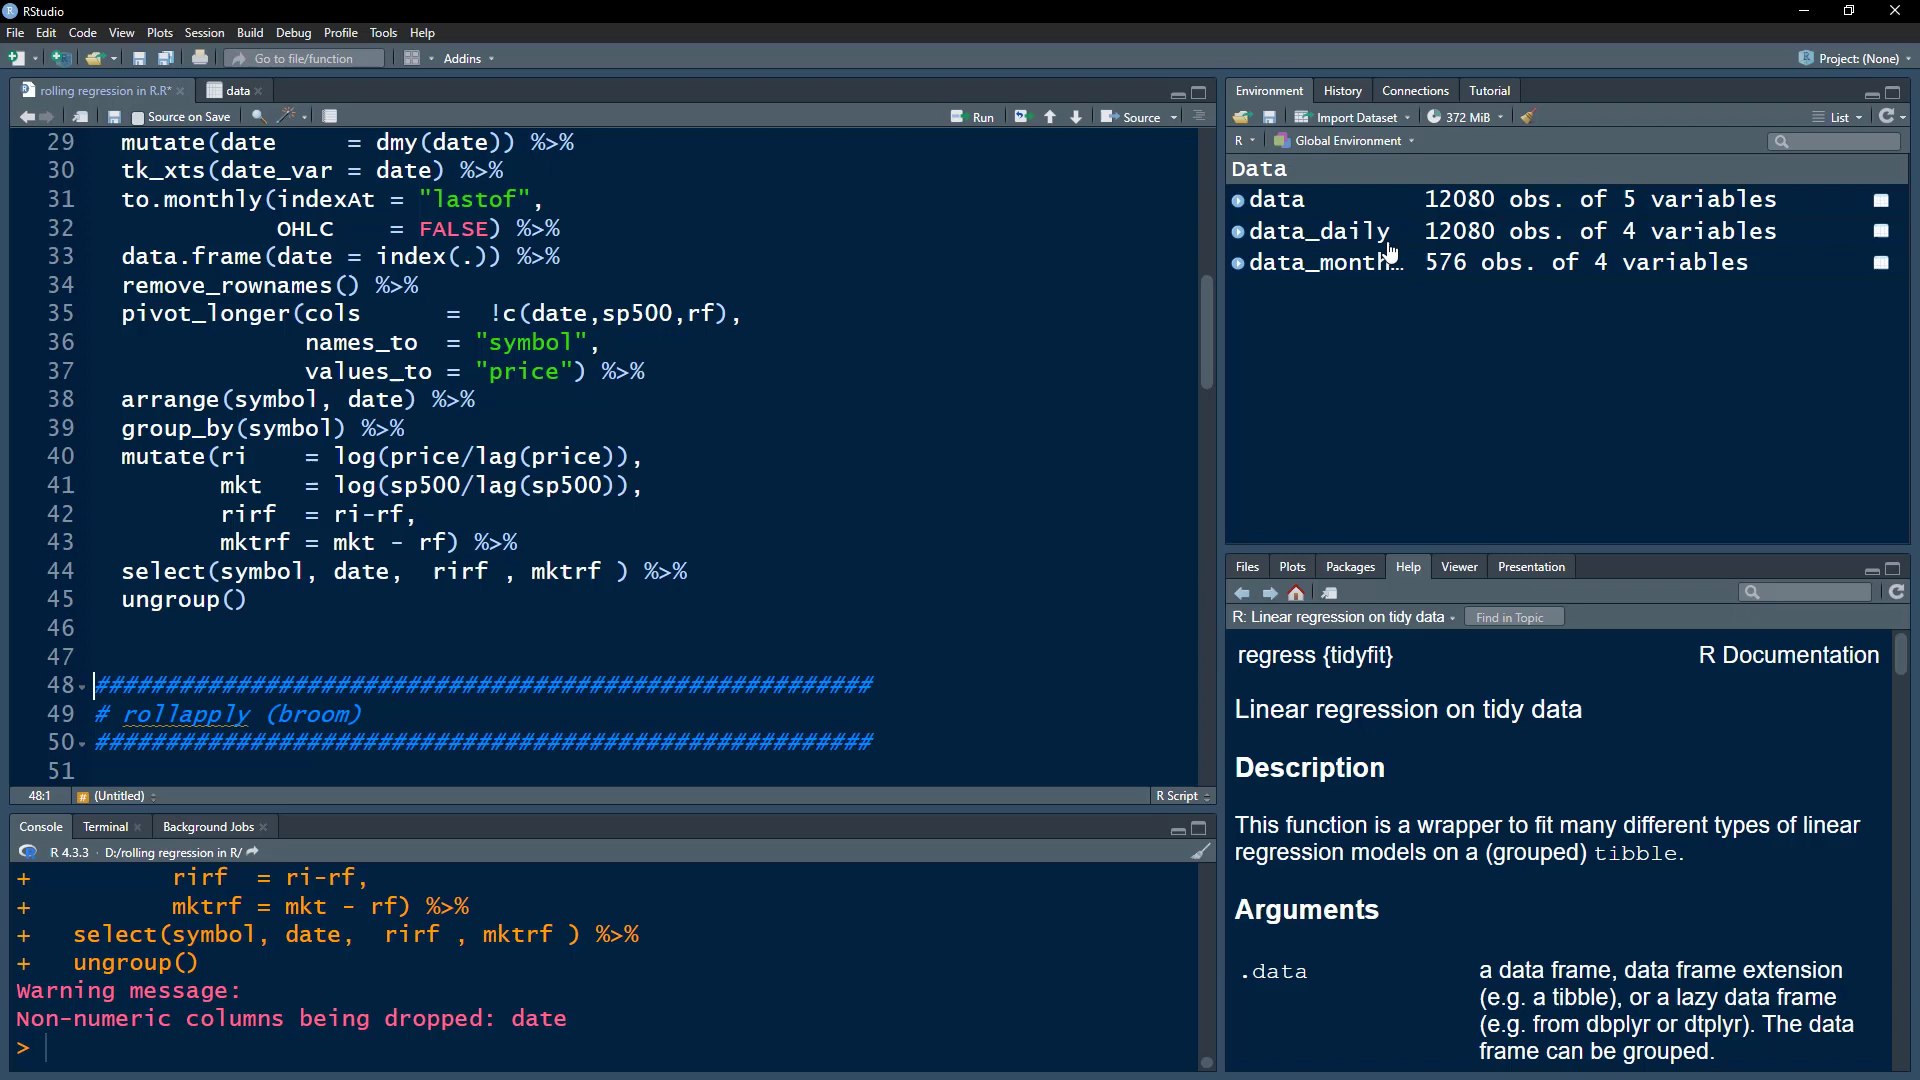 RStudio
File Edit Code View Plots Session Build Debug Profile Tools Help
Go to file/function Addins Project: (None)
rolling regression in R.R* data
Source on Save Run Source
29 mutate(date = dmy(date)) %>%
30 tk_xts(date_var = date) %>%
31 to.monthly(indexAt = "lastof",
32 OHLC = FALSE) %>%
33 data.frame(date = index(.)) %>%
34 remove_rownames() %>%
35 pivot_longer(cols = !c(date,sp500,rf),
36 names_to = "symbol",
37 values_to = "price") %>%
38 arrange(symbol, date) %>%
39 group_by(symbol) %>%
40 mutate(ri = log(price/lag(price)),
41 mkt = log(sp500/lag(sp500)),
42 rirf = ri-rf,
43 mktrf = mkt - rf) %>%
44 select(symbol, date, rirf , mktrf ) %>%
45 ungroup()
46
47
48 #######################################################
49 # rollapply (broom)
50 #######################################################
51
48:1 # (Untitled) R Script
Console Terminal Background Jobs
R 4.3.3 · D:/rolling regression in R/
+ rirf = ri-rf,
+ mktrf = mkt - rf) %>%
+ select(symbol, date, rirf , mktrf ) %>%
+ ungroup()
Warning message:
Non-numeric columns being dropped: date
>
Environment History Connections Tutorial
Import Dataset 372 MiB List
R Global Environment
Data
data 12080 obs. of 5 variables
data_daily 12080 obs. of 4 variables
data_month… 576 obs. of 4 variables
Files Plots Packages Help Viewer Presentation
R: Linear regression on tidy data Find in Topic
regress {tidyfit} R Documentation
Linear regression on tidy data
Description
This function is a wrapper to fit many different types of linear
regression models on a (grouped) tibble.
Arguments
.data a data frame, data frame extension
(e.g. a tibble), or a lazy data frame
(e.g. from dbplyr or dtplyr). The data
frame can be grouped.